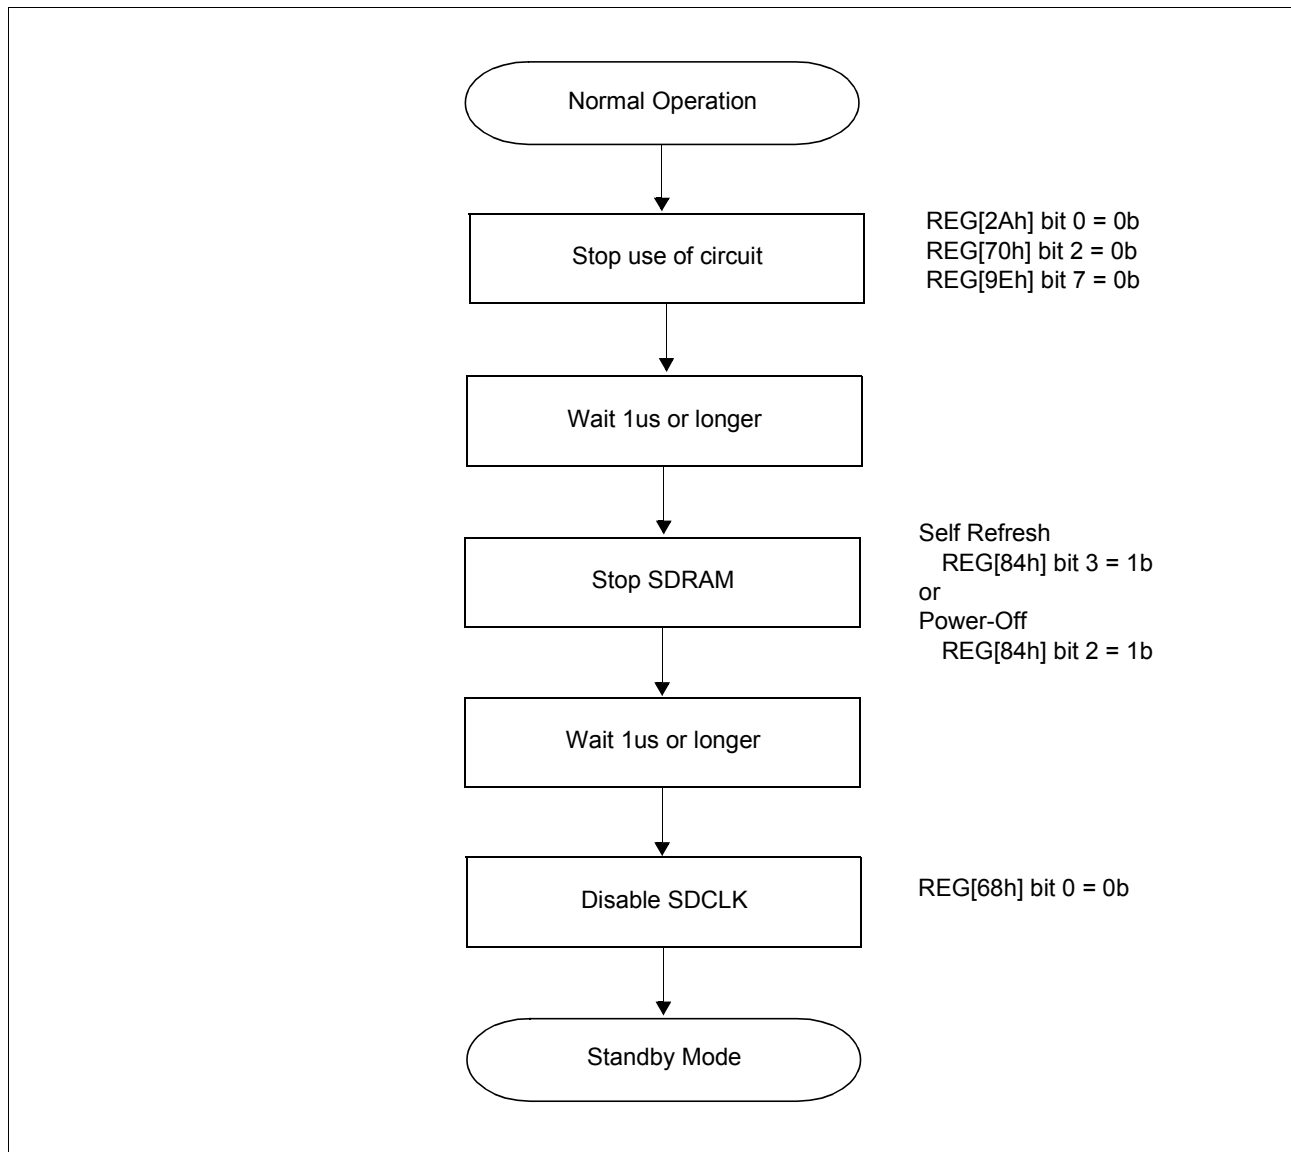 Normal Operation
Stop use of circuit
REG[2Ah] bit 0 = 0b
REG[70h] bit 2 = 0b
REG[9Eh] bit 7 = 0b
Wait 1us or longer
Stop SDRAM
Self Refresh
REG[84h] bit 3 = 1b
or
Power-Off
REG[84h] bit 2 = 1b
Wait 1us or longer
Disable SDCLK
REG[68h] bit 0 = 0b
Standby Mode